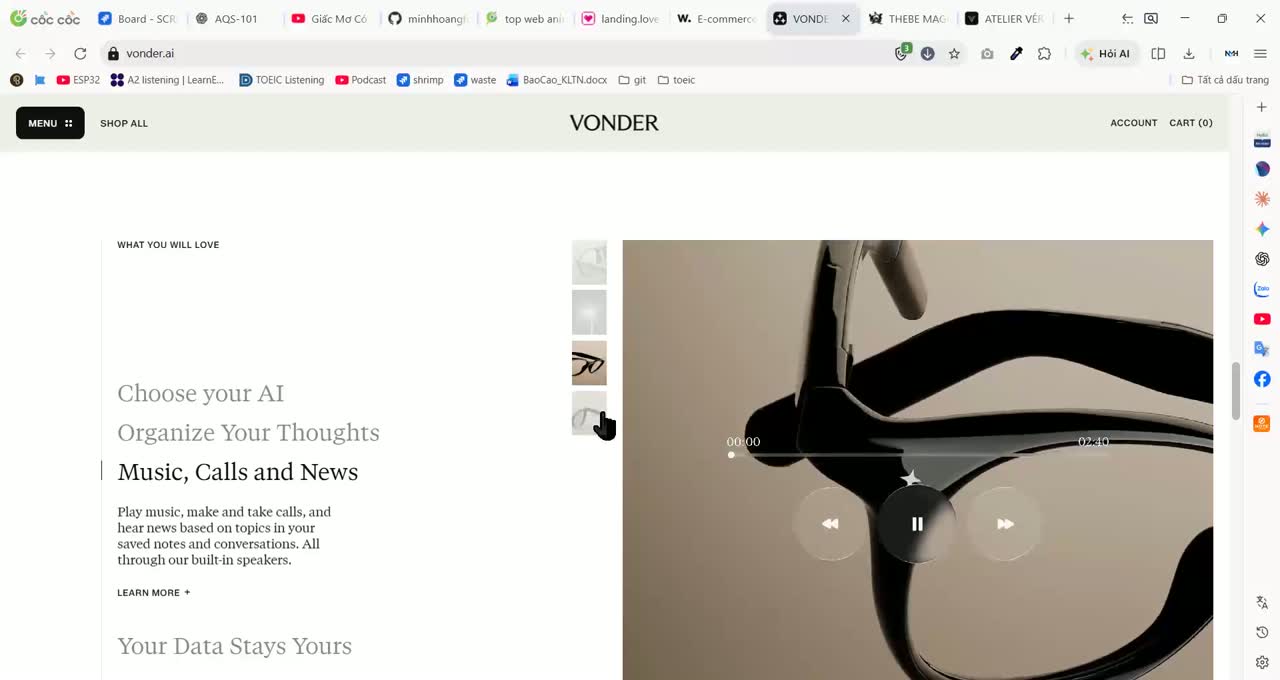 cốc cốc
Board - SCR
AQS-101
Giấc Mơ Có
minhhoangf
top web ani
landing.love
W. E-commerce
VONDE
THEBE MAG
ATELIER VÉR
vonder.ai
3
Hỏi AI
ESP32
A2 listening | LearnE...
TOEIC Listening
Podcast
shrimp
waste
BaoCao_KLTN.docx
git
toeic
Tất cả dấu trang
MENU
SHOP ALL
VONDER
ACCOUNT
CART (0)
WHAT YOU WILL LOVE
Choose your AI
Organize Your Thoughts
Music, Calls and News
Play music, make and take calls, and
hear news based on topics in your
saved notes and conversations. All
through our built-in speakers.
LEARN MORE +
Your Data Stays Yours
00:00
02:40
Zalo